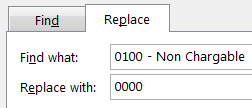 Find Replace
Find what: 0100 - Non Chargable
Replace with: 0000